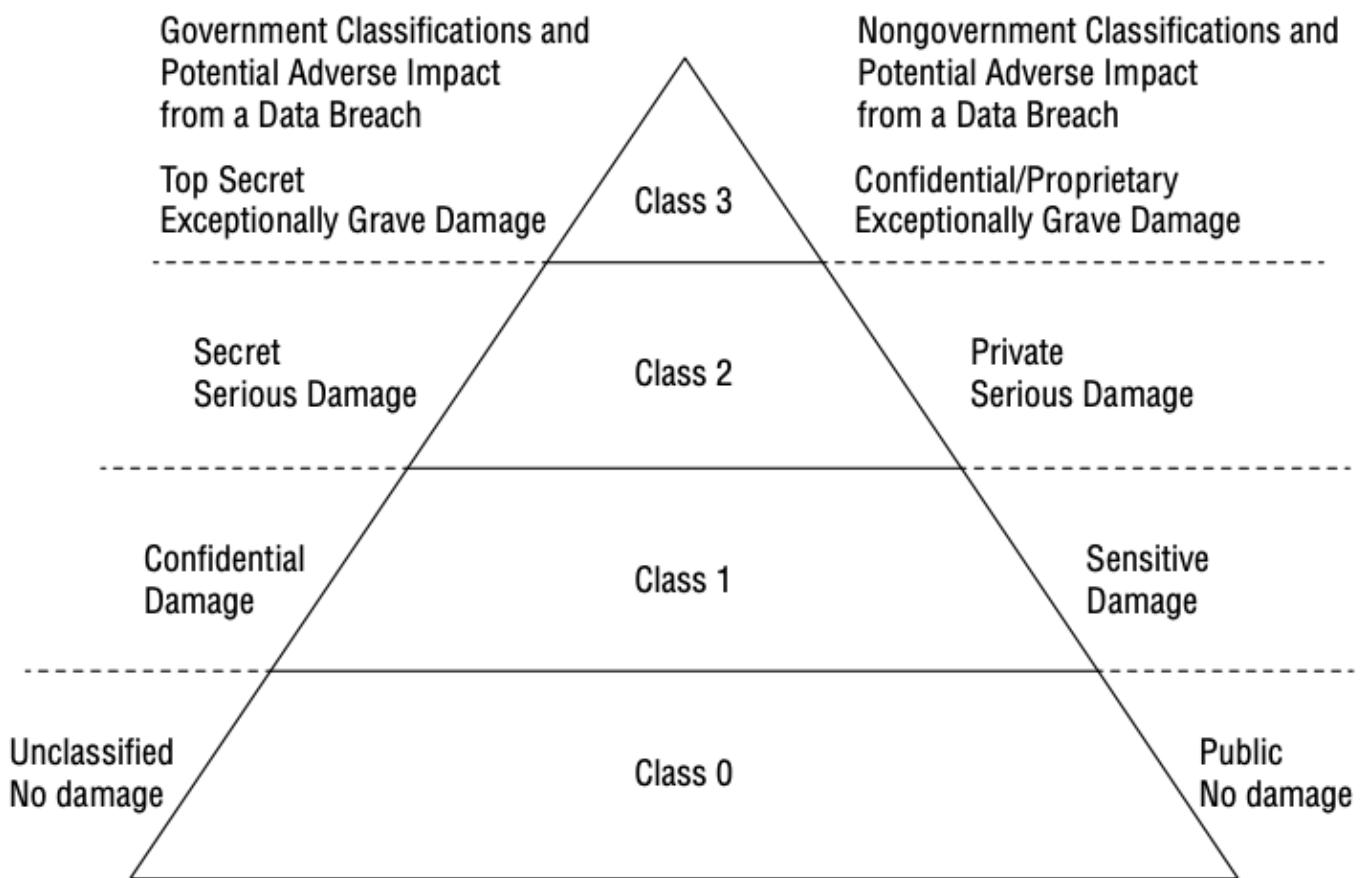 Government Classifications and
Potential Adverse Impact
from a Data Breach
Nongovernment Classifications and
Potential Adverse Impact
from a Data Breach
Top Secret
Exceptionally Grave Damage
Class 3
Confidential/Proprietary
Exceptionally Grave Damage
Secret
Serious Damage
Class 2
Private
Serious Damage
Confidential
Damage
Class 1
Sensitive
Damage
Unclassified
No damage
Class 0
Public
No damage